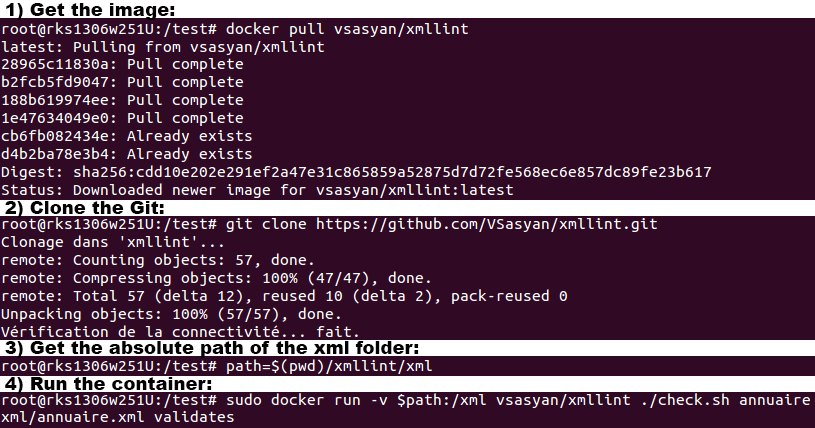 1) Get the image:
root@rks1306w251U:/test# docker pull vsasyan/xmllint
latest: Pulling from vsasyan/xmllint
28965c11830a: Pull complete
b2fcb5fd9047: Pull complete
188b619974ee: Pull complete
1e47634049e0: Pull complete
cb6fb082434e: Already exists
d4b2ba78e3b4: Already exists
Digest: sha256:cdd10e202e291ef2a47e31c865859a52875d7d72fe568ec6e857dc89fe23b617
Status: Downloaded newer image for vsasyan/xmllint:latest
2) Clone the Git:
root@rks1306w251U:/test# git clone https://github.com/VSasyan/xmllint.git
Clonage dans 'xmllint'...
remote: Counting objects: 57, done.
remote: Compressing objects: 100% (47/47), done.
remote: Total 57 (delta 12), reused 10 (delta 2), pack-reused 0
Unpacking objects: 100% (57/57), done.
Vérification de la connectivité... fait.
3) Get the absolute path of the xml folder:
root@rks1306w251U:/test# path=$(pwd)/xmllint/xml
4) Run the container:
root@rks1306w251U:/test# sudo docker run -v $path:/xml vsasyan/xmllint ./check.sh annuaire
xml/annuaire.xml validates